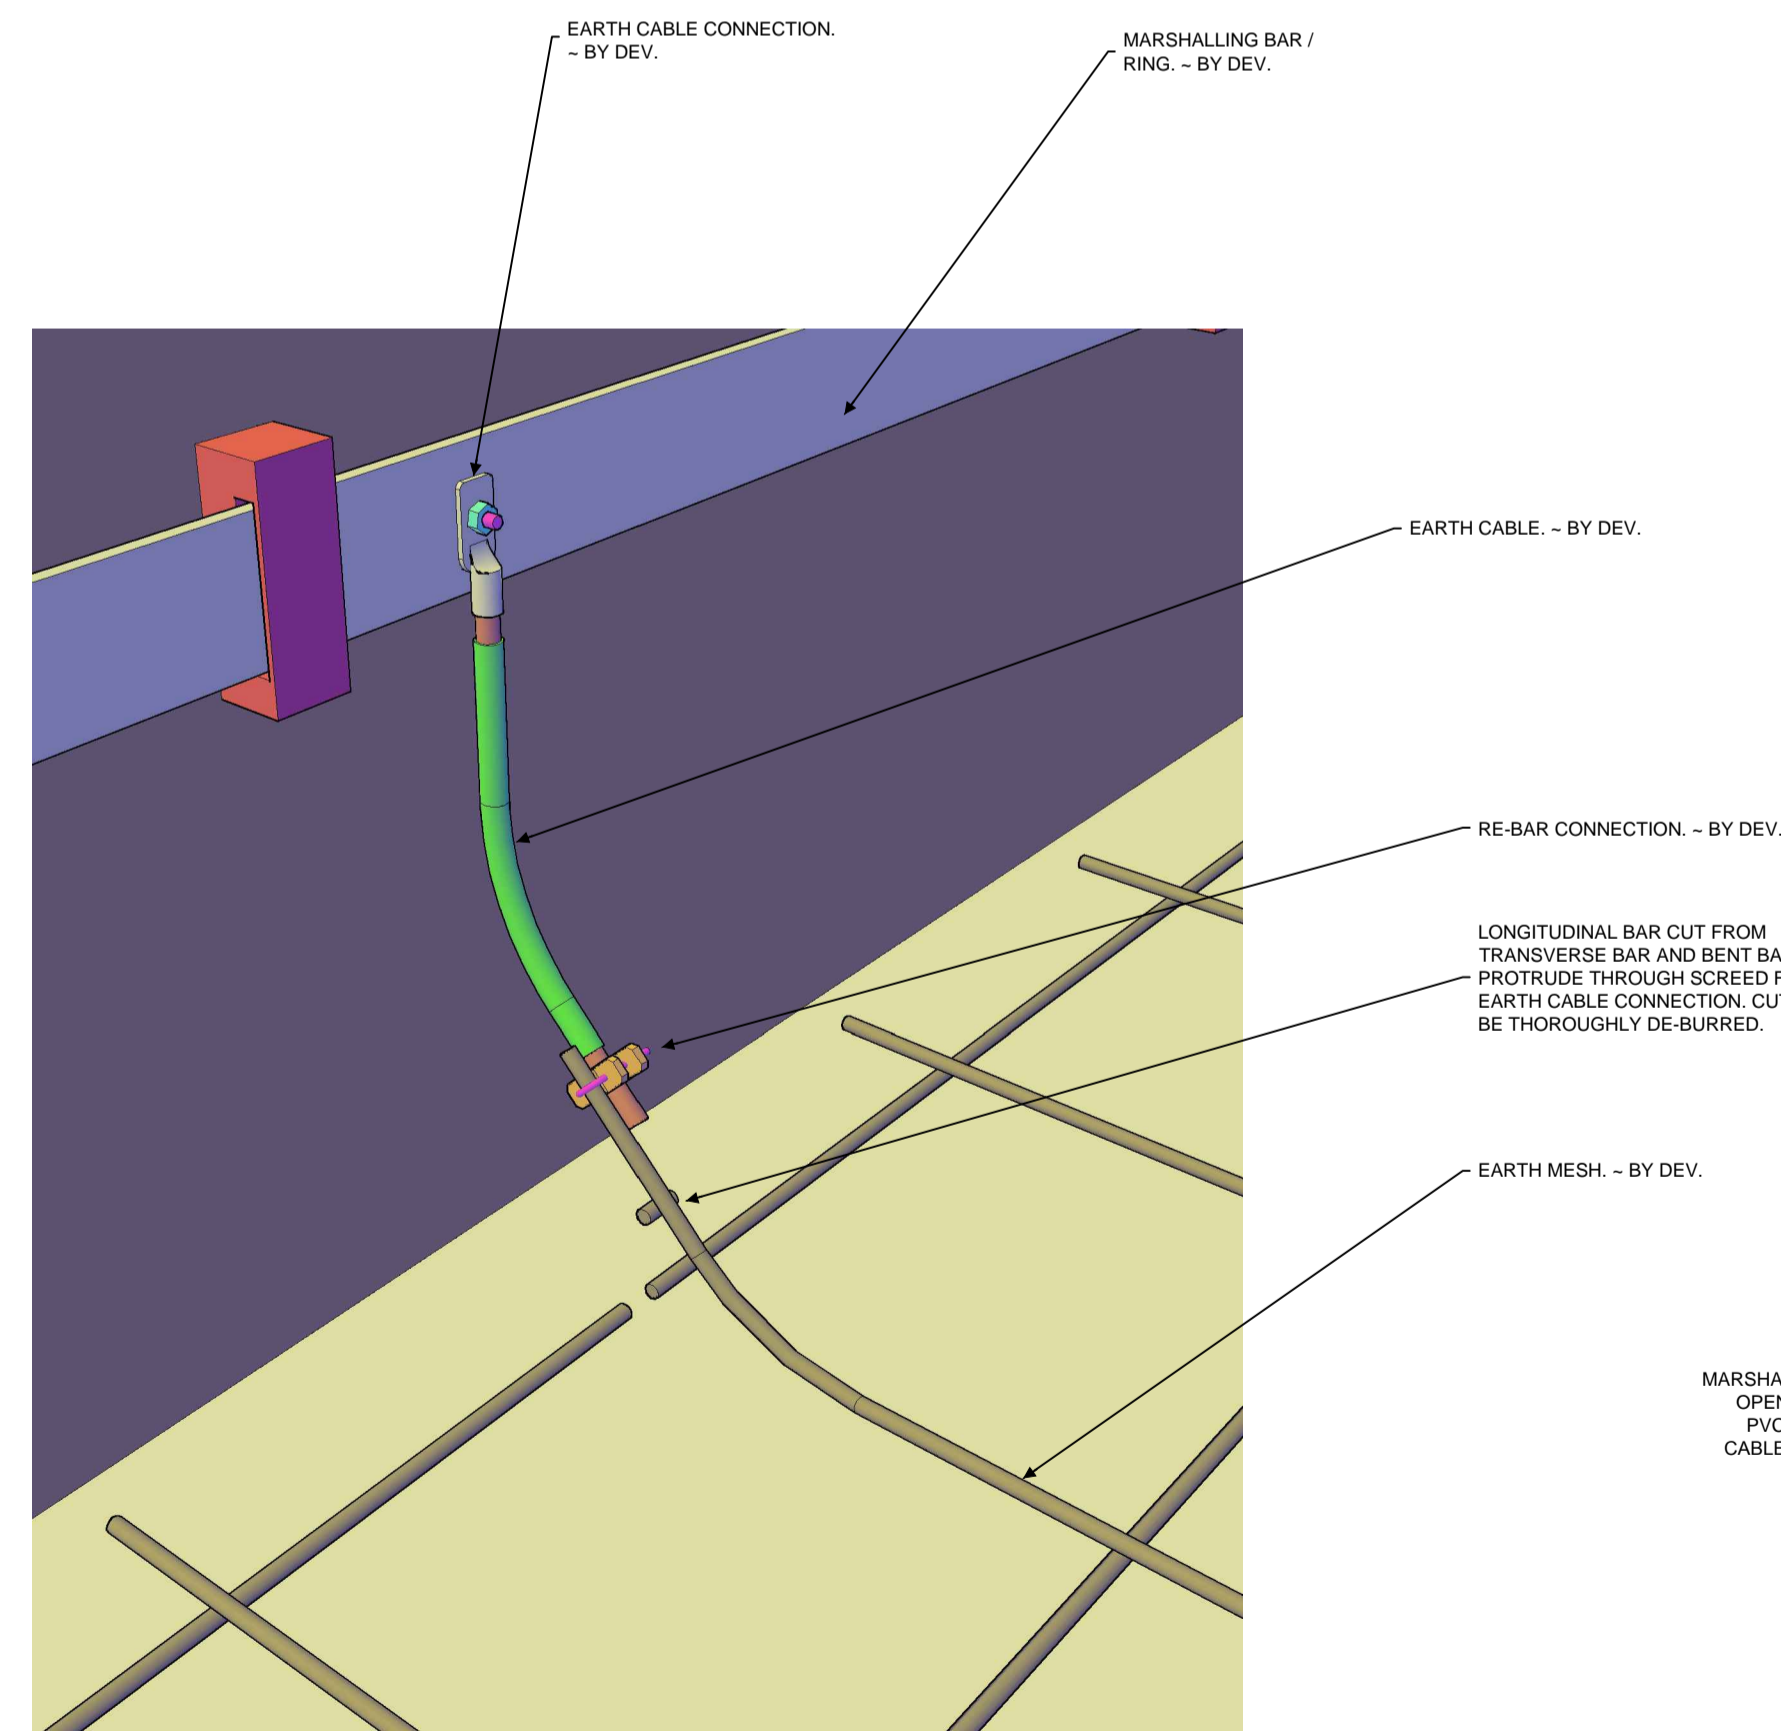 EARTH CABLE CONNECTION.
~ BY DEV.
MARSHALLING BAR /
RING. ~ BY DEV.
EARTH CABLE. ~ BY DEV.
RE-BAR CONNECTION. ~ BY DEV.
LONGITUDINAL BAR CUT FROM
TRANSVERSE BAR AND BENT
PROTRUDE THROUGH SCREED
EARTH CABLE CONNECTION.
BE THOROUGHLY DE-BURRED.
EARTH MESH. ~ BY DEV.